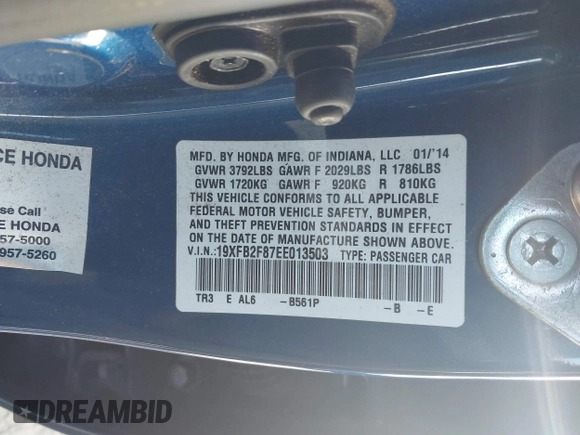 MFD. BY HONDA MFG. OF INDIANA, LLC 01/'14
GVWR 3792LBS GAWR F 2029LBS R 1786LBS
GVWR 1720KG GAWR F 920KG R 810KG
THIS VEHICLE CONFORMS TO ALL APPLICABLE
FEDERAL MOTOR VEHICLE SAFETY, BUMPER,
AND THEFT PREVENTION STANDARDS IN EFFECT
ON THE DATE OF MANUFACTURE SHOWN ABOVE.
V.I.N.:19XFB2F87EE013503 TYPE: PASSENGER CAR
TR3 E AL6 -B561P -B -E
CE HONDA
se Call
E HONDA
57-5000
957-5260
DREAMBID